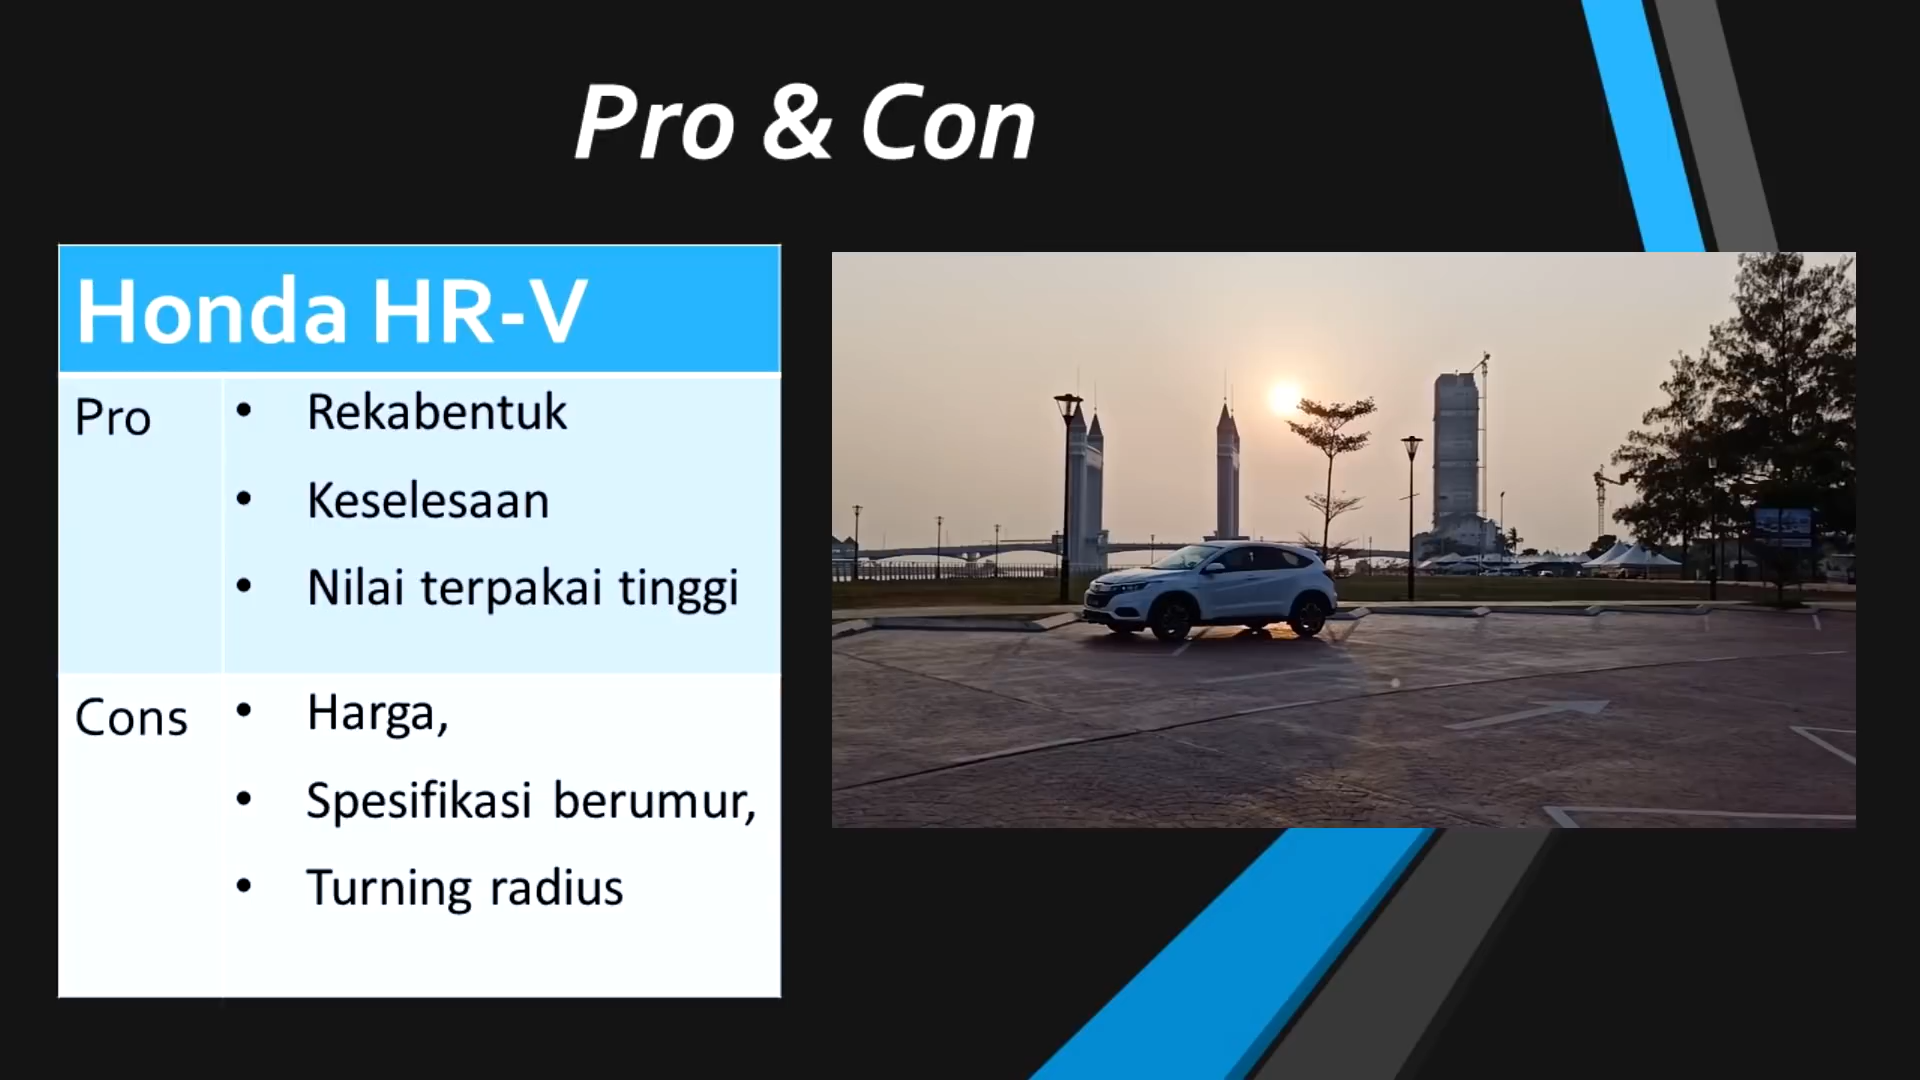 Pro & Con
Honda HR-V
Pro
• Rekabentuk
• Keselesaan
• Nilai terpakai tinggi
Cons
• Harga,
• Spesifikasi berumur,
• Turning radius